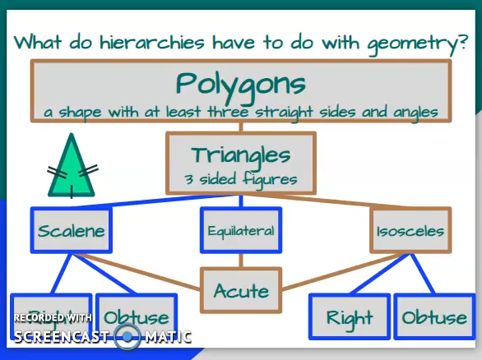 What do hierarchies have to do with geometry?
Polygons
a shape with at least three straight sides and angles
Triangles
3 sided figures
Scalene
Equilateral
Isosceles
Acute
Obtuse
Right
Obtuse
RECORDED WITH
SCREENCAST MATIC